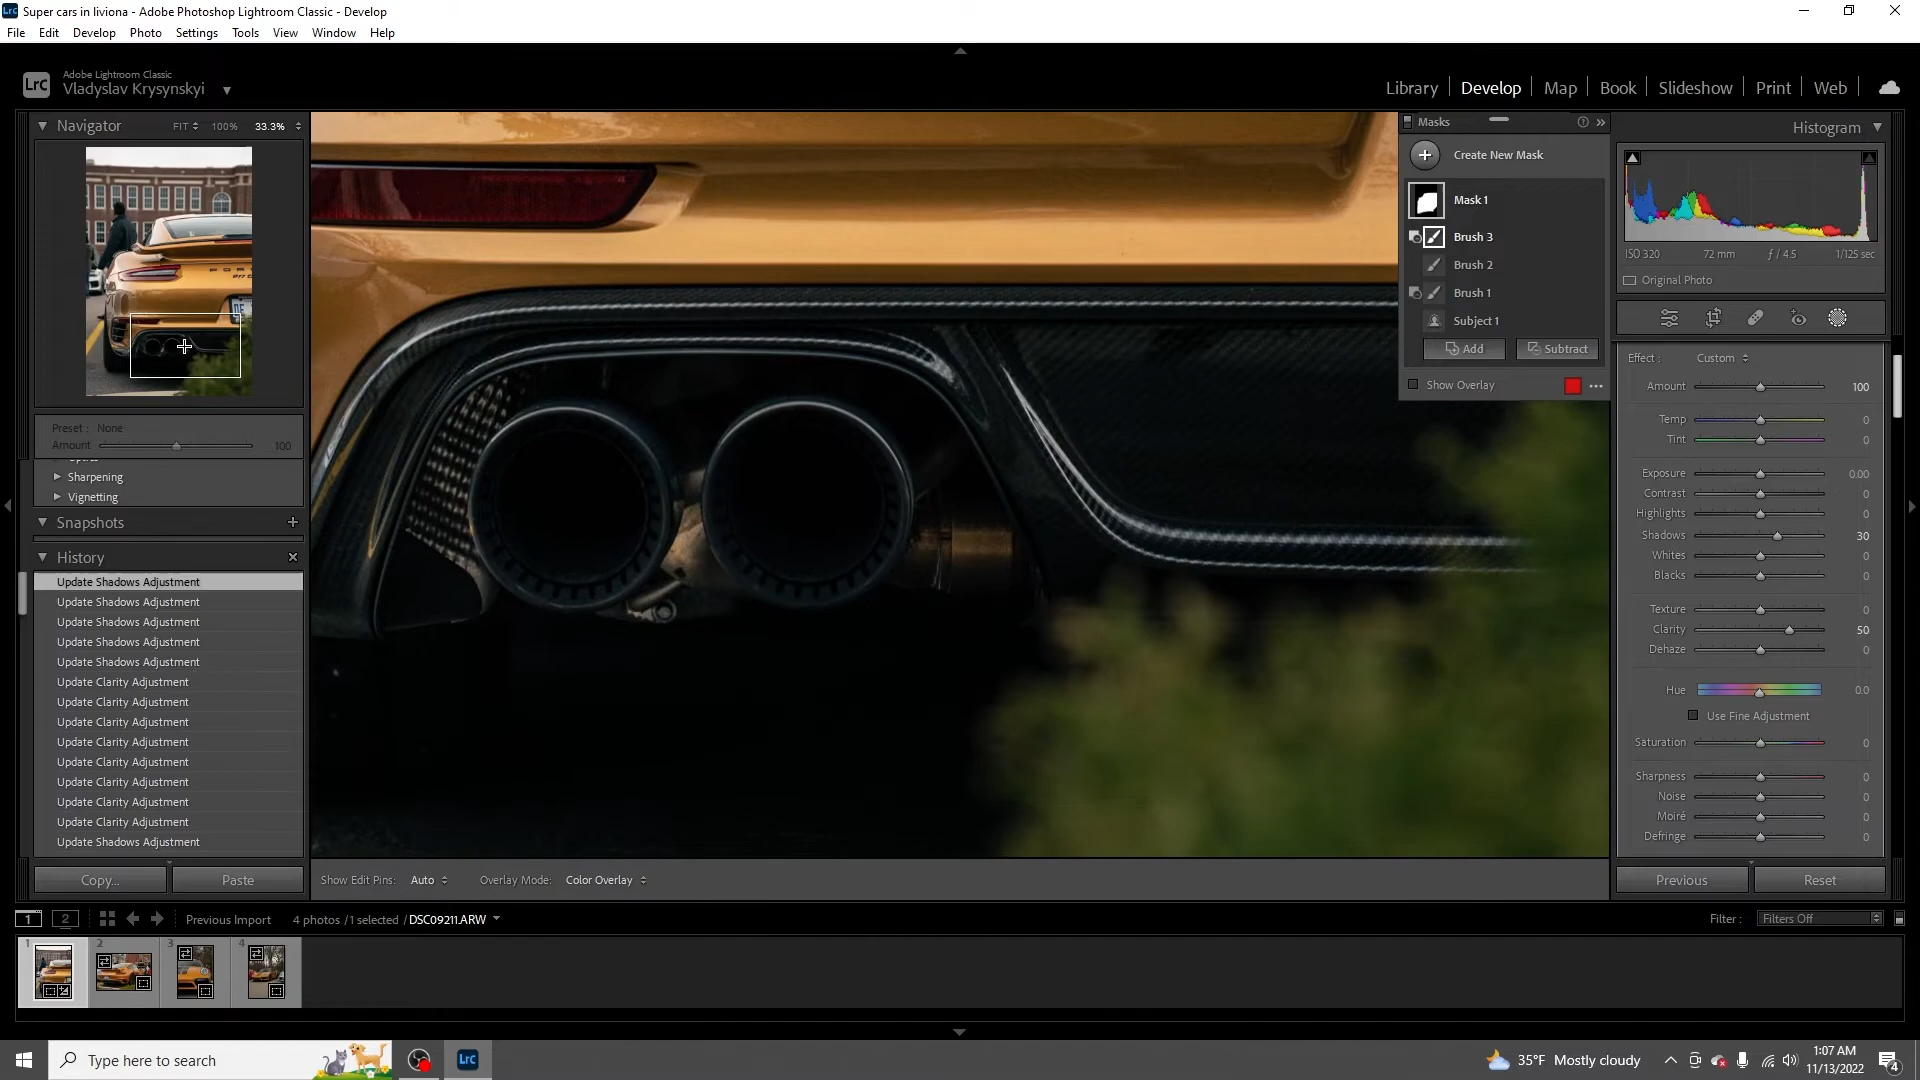 Super cars in liviona - Adobe Photoshop Lightroom Classic - Develop
File Edit Develop Photo Settings Tools View Window Help
LrC Adobe Lightroom Classic
Vladyslav Krysynskyi
Library Develop Map Book Slideshow Print Web
Navigator FIT 100% 33.3%
Masks
Histogram
Create New Mask
Mask 1
Brush 3
Brush 2
Brush 1
Subject 1
Add Subtract
Show Overlay
ISO 320 72 mm ƒ / 4.5 1/125 sec
Original Photo
Effect : Custom
Amount 100
Temp 0
Tint 0
Exposure 0.00
Contrast 0
Highlights 0
Shadows 30
Whites 0
Blacks 0
Texture 0
Clarity 50
Dehaze 0
Hue 0.0
Use Fine Adjustment
Saturation 0
Sharpness 0
Noise 0
Moiré 0
Defringe 0
Previous Reset
Preset : None
Amount 100
Sharpening
Vignetting
Snapshots
History
Update Shadows Adjustment
Update Shadows Adjustment
Update Shadows Adjustment
Update Shadows Adjustment
Update Shadows Adjustment
Update Clarity Adjustment
Update Clarity Adjustment
Update Clarity Adjustment
Update Clarity Adjustment
Update Clarity Adjustment
Update Clarity Adjustment
Update Clarity Adjustment
Update Clarity Adjustment
Update Shadows Adjustment
Copy... Paste
Show Edit Pins: Auto Overlay Mode: Color Overlay
1 2 Previous Import 4 photos / 1 selected / DSC09211.ARW
Filter : Filters Off
1 2 3 4
Type here to search
LrC
35°F Mostly cloudy
1:07 AM
11/13/2022
4